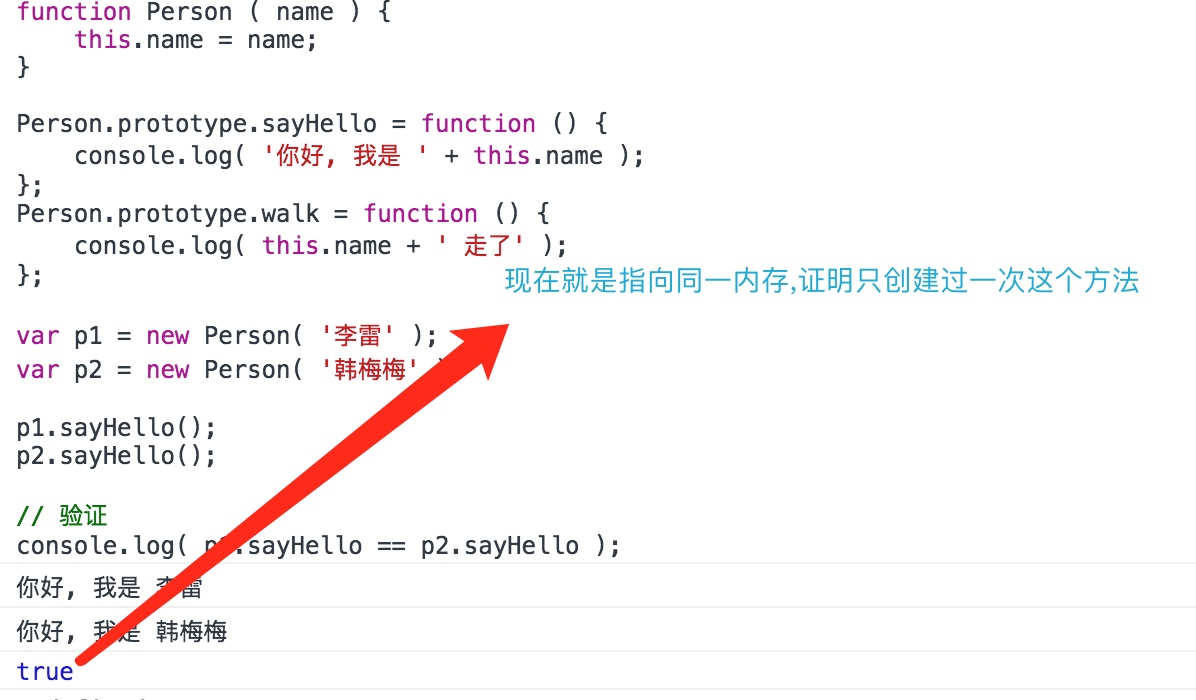 function Person ( name ) {
    this.name = name;
}
Person.prototype.sayHello = function () {
    console.log( '你好, 我是 ' + this.name );
};
Person.prototype.walk = function () {
    console.log( this.name + ' 走了' );
};
现在就是指向同一内存,证明只创建过一次这个方法
var p1 = new Person( '李雷' );
var p2 = new Person( '韩梅梅'
p1.sayHello();
p2.sayHello();
// 验证
console.log( p1.sayHello == p2.sayHello );
你好, 我是 李雷
你好, 我是 韩梅梅
true